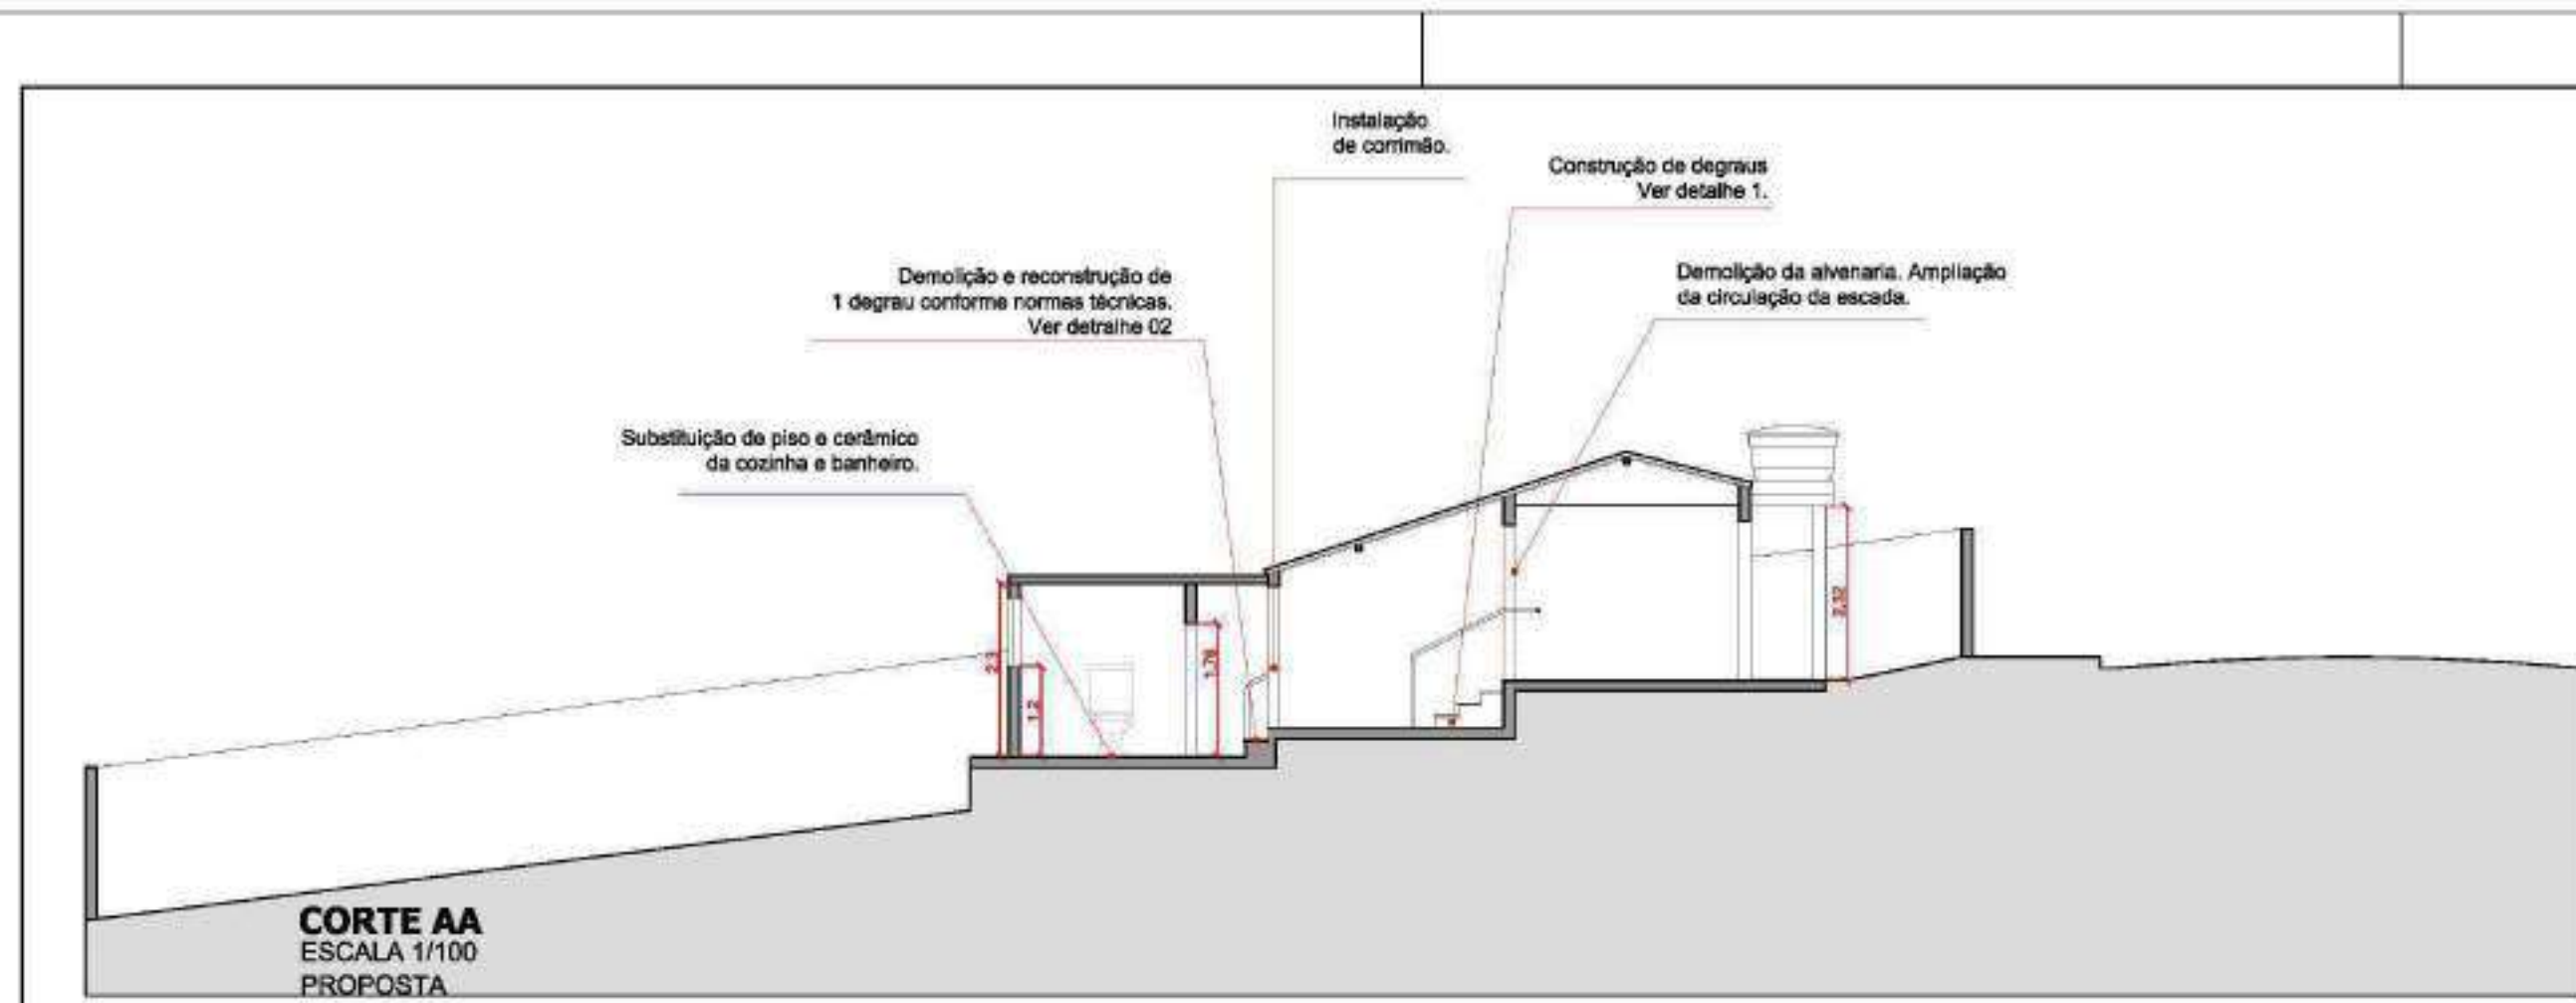 Instalação
de corrimão.
Construção de degraus
Ver detalhe 1.
Demolição e reconstrução de
1 degrau conforme normas técnicas.
Ver detralhe 02
Demolição da alvenaria. Ampliação
da circulação da escada.
Substituição de piso e cerâmico
da cozinha e banheiro.
2.3
1.2
1.78
2.32
CORTE AA
ESCALA 1/100
PROPOSTA